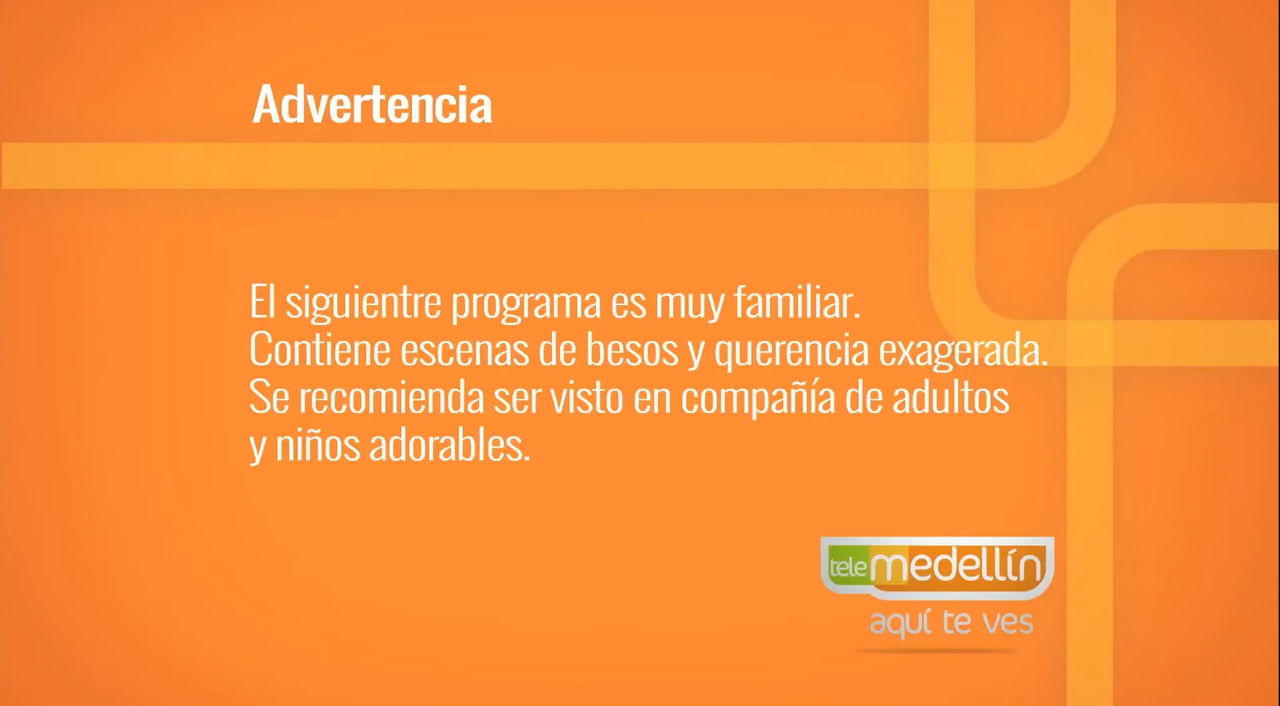 Advertencia
El siguientre programa es muy familiar.
Contiene escenas de besos y querencia exagerada.
Se recomienda ser visto en compañía de adultos
y niños adorables.
tele medellín
aquí te ves